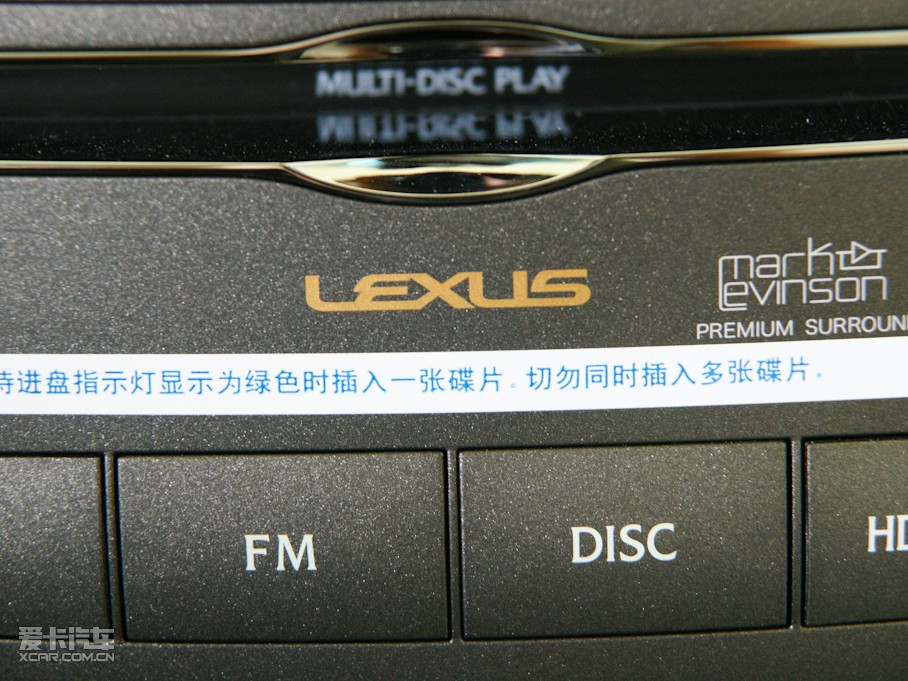 MULTI-DISC PLAY
LEXUS
mark levinson
PREMIUM SURROUN
待进盘指示灯显示为绿色时插入一张碟片。切勿同时插入多张碟片。
FM
DISC
HD
爱卡汽车
XCAR.COM.CN